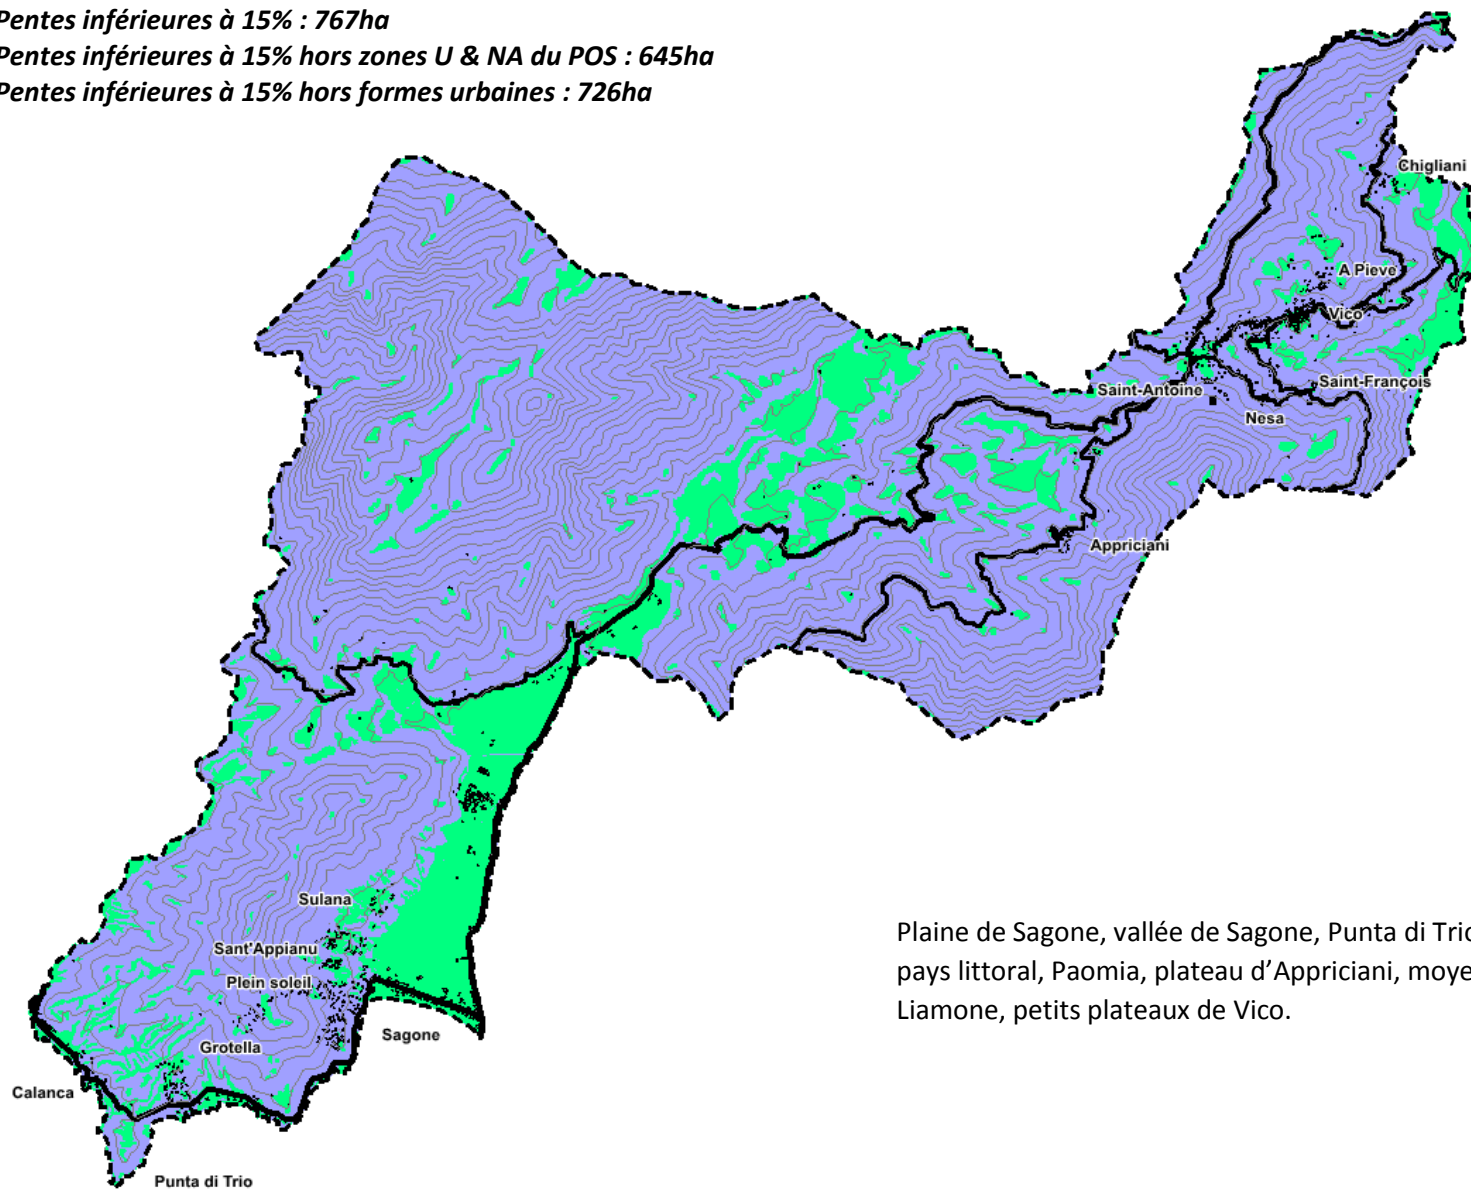 Pentes inférieures à 15% : 767ha
Pentes inférieures à 15% hors zones U & NA du POS : 645ha
Pentes inférieures à 15% hors formes urbaines : 726ha
Chigliani
A Pieve
Vico
Saint-Antoine
Saint-François
Nesa
Appriciani
Sulana
Sant'Appianu
Plein soleil
Sagone
Grotella
Calanca
Punta di Trio
Plaine de Sagone, vallée de Sagone, Punta di Trio
pays littoral, Paomia, plateau d’Appriciani, moye
Liamone, petits plateaux de Vico.